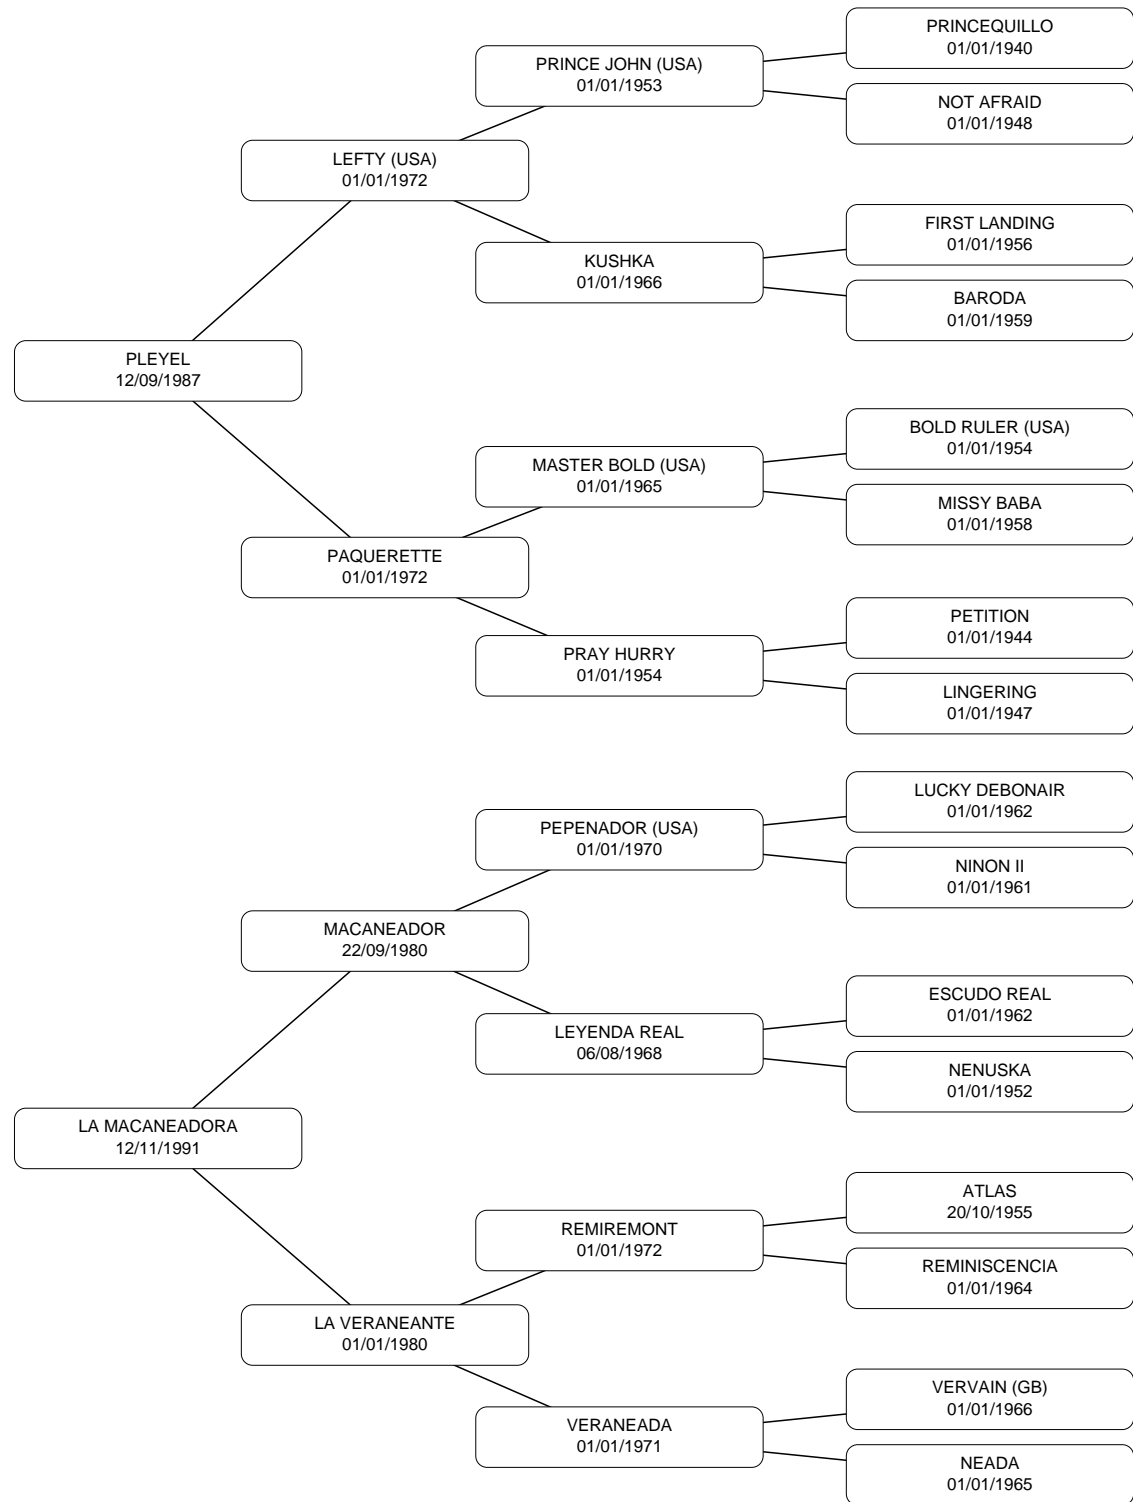 PRINCEQUILLO
01/01/1940
PRINCE JOHN (USA)
01/01/1953
NOT AFRAID
01/01/1948
LEFTY (USA)
01/01/1972
FIRST LANDING
01/01/1956
KUSHKA
01/01/1966
BARODA
01/01/1959
PLEYEL
12/09/1987
BOLD RULER (USA)
01/01/1954
MASTER BOLD (USA)
01/01/1965
MISSY BABA
01/01/1958
PAQUERETTE
01/01/1972
PETITION
01/01/1944
PRAY HURRY
01/01/1954
LINGERING
01/01/1947
LUCKY DEBONAIR
01/01/1962
PEPENADOR (USA)
01/01/1970
NINON II
01/01/1961
MACANEADOR
22/09/1980
ESCUDO REAL
01/01/1962
LEYENDA REAL
06/08/1968
NENUSKA
01/01/1952
LA MACANEADORA
12/11/1991
ATLAS
20/10/1955
REMIREMONT
01/01/1972
REMINISCENCIA
01/01/1964
LA VERANEANTE
01/01/1980
VERVAIN (GB)
01/01/1966
VERANEADA
01/01/1971
NEADA
01/01/1965